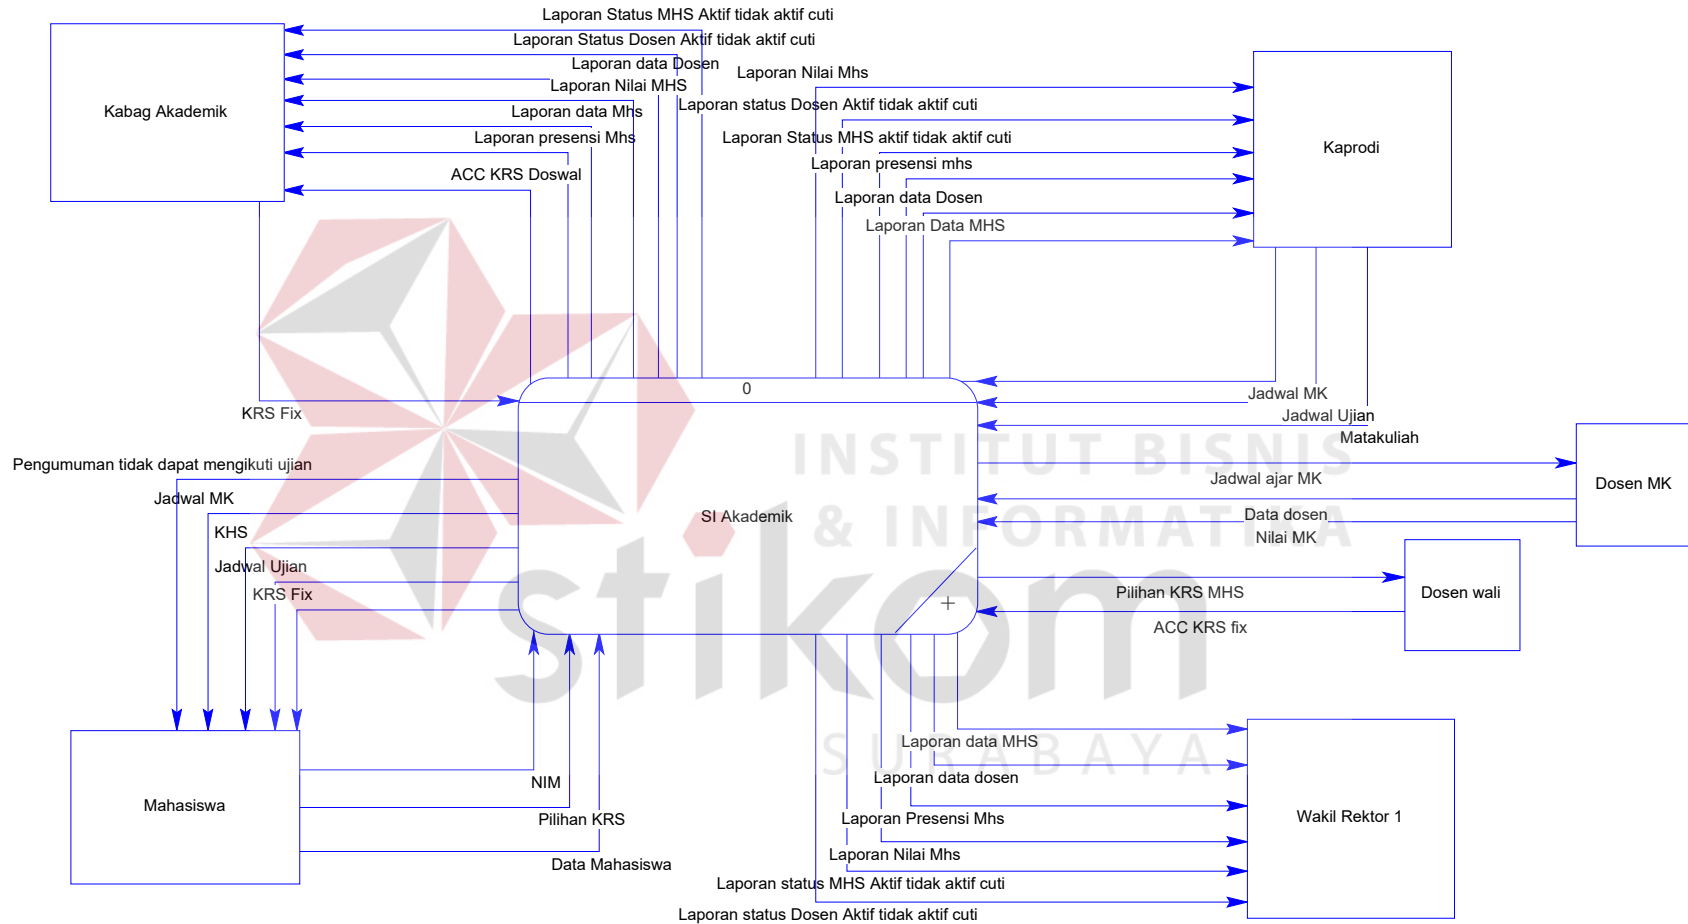 Laporan Status MHS Aktif tidak aktif cuti
Laporan Status Dosen Aktif tidak aktif cuti
Laporan data Dosen
Laporan Nilai MHS
Laporan data Mhs
Laporan presensi Mhs
ACC KRS Doswal
Kabag Akademik
Laporan Nilai Mhs
Laporan status Dosen Aktif tidak aktif cuti
Laporan Status MHS aktif tidak aktif cuti
Laporan presensi mhs
Laporan data Dosen
Laporan Data MHS
Kaprodi
0
KRS Fix
Jadwal MK
Jadwal Ujian
Matakuliah
INSTITUT BISNIS
& INFORMATIKA
stikom
SURABAYA
Pengumuman tidak dapat mengikuti ujian
Jadwal MK
KHS
Jadwal Ujian
KRS Fix
SI Akademik
Jadwal ajar MK
Data dosen
Nilai MK
Dosen MK
Pilihan KRS MHS
ACC KRS fix
Dosen wali
Mahasiswa
NIM
Pilihan KRS
Data Mahasiswa
Laporan data MHS
Laporan data dosen
Laporan Presensi Mhs
Laporan Nilai Mhs
Laporan status MHS Aktif tidak aktif cuti
Laporan status Dosen Aktif tidak aktif cuti
Wakil Rektor 1